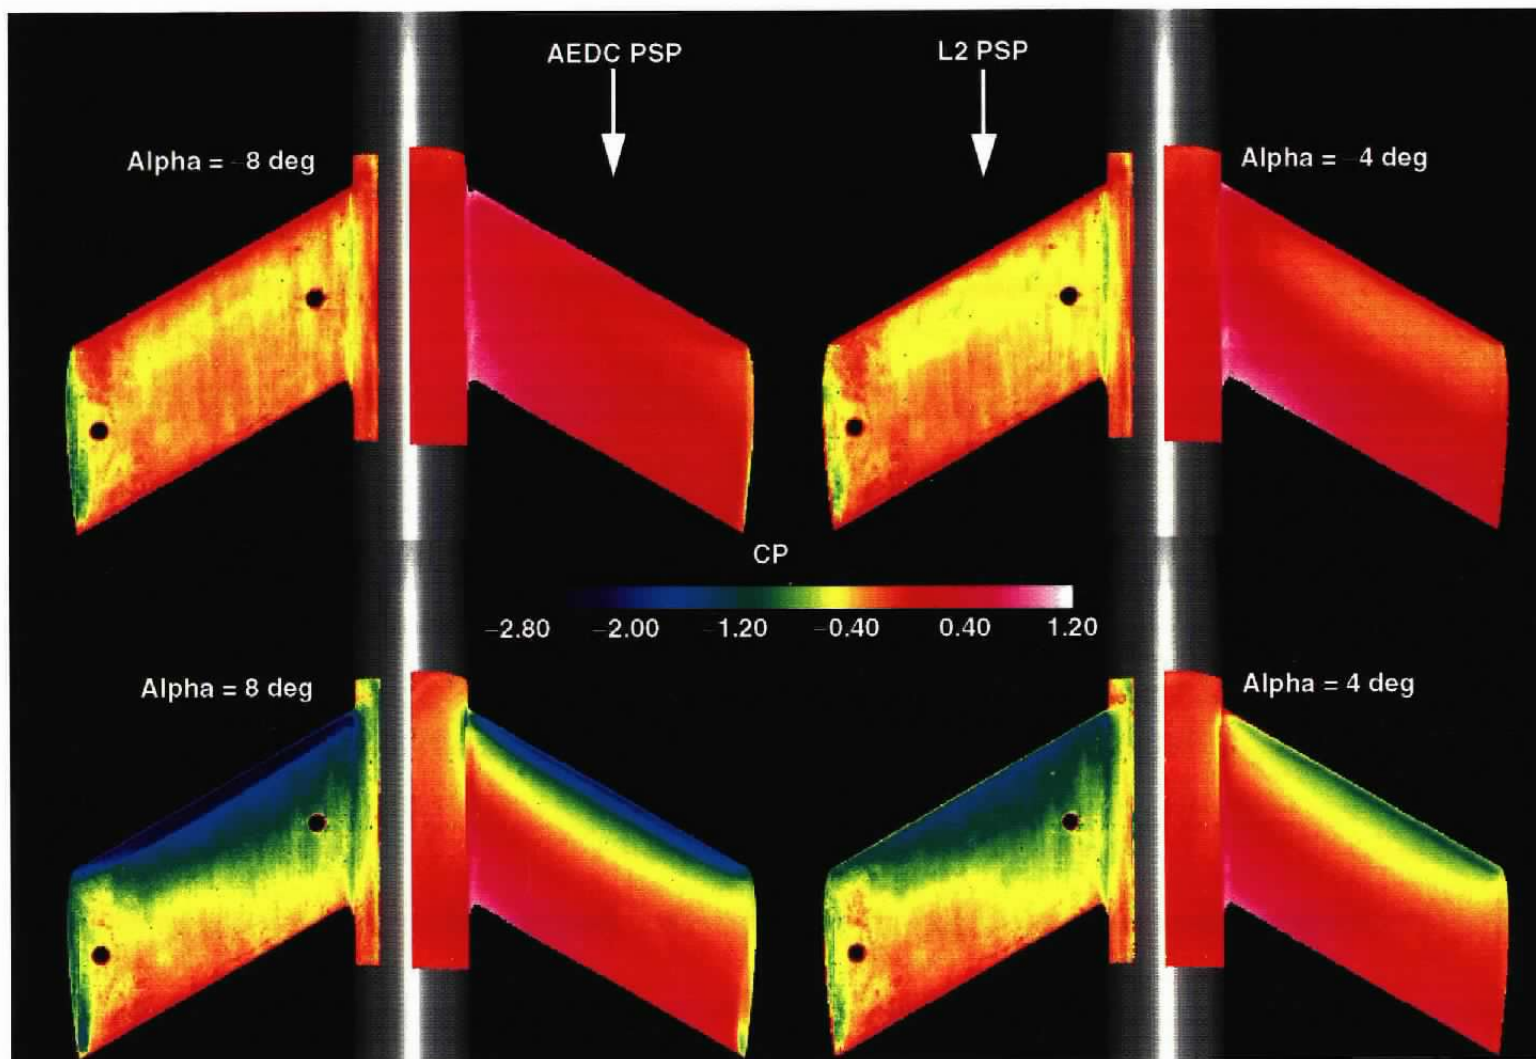 AEDC PSP
L2 PSP
Alpha = −8 deg
Alpha = −4 deg
CP
−2.80 −2.00 −1.20 −0.40 0.40 1.20
Alpha = 8 deg
Alpha = 4 deg